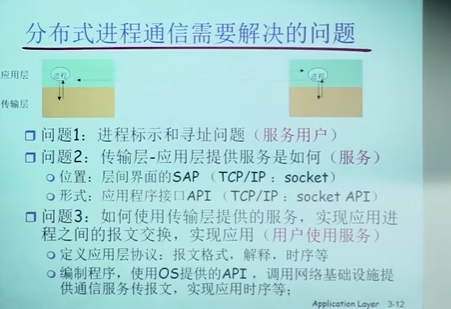 分布式进程通信需要解决的问题
应用层
进程
进程
传输层
问题1：进程标示和寻址问题（服务用户）
问题2：传输层-应用层提供服务是如何（服务）
位置：层间界面的SAP （TCP/IP ：socket）
形式：应用程序接口API （TCP/IP ：socket API）
问题3：如何使用传输层提供的服务，实现应用进
程之间的报文交换，实现应用（用户使用服务）
定义应用层协议：报文格式，解释，时序等
编制程序，使用OS提供的API ，调用网络基础设施提
供通信服务传报文，实现应用时序等；
Application Layer 3-12